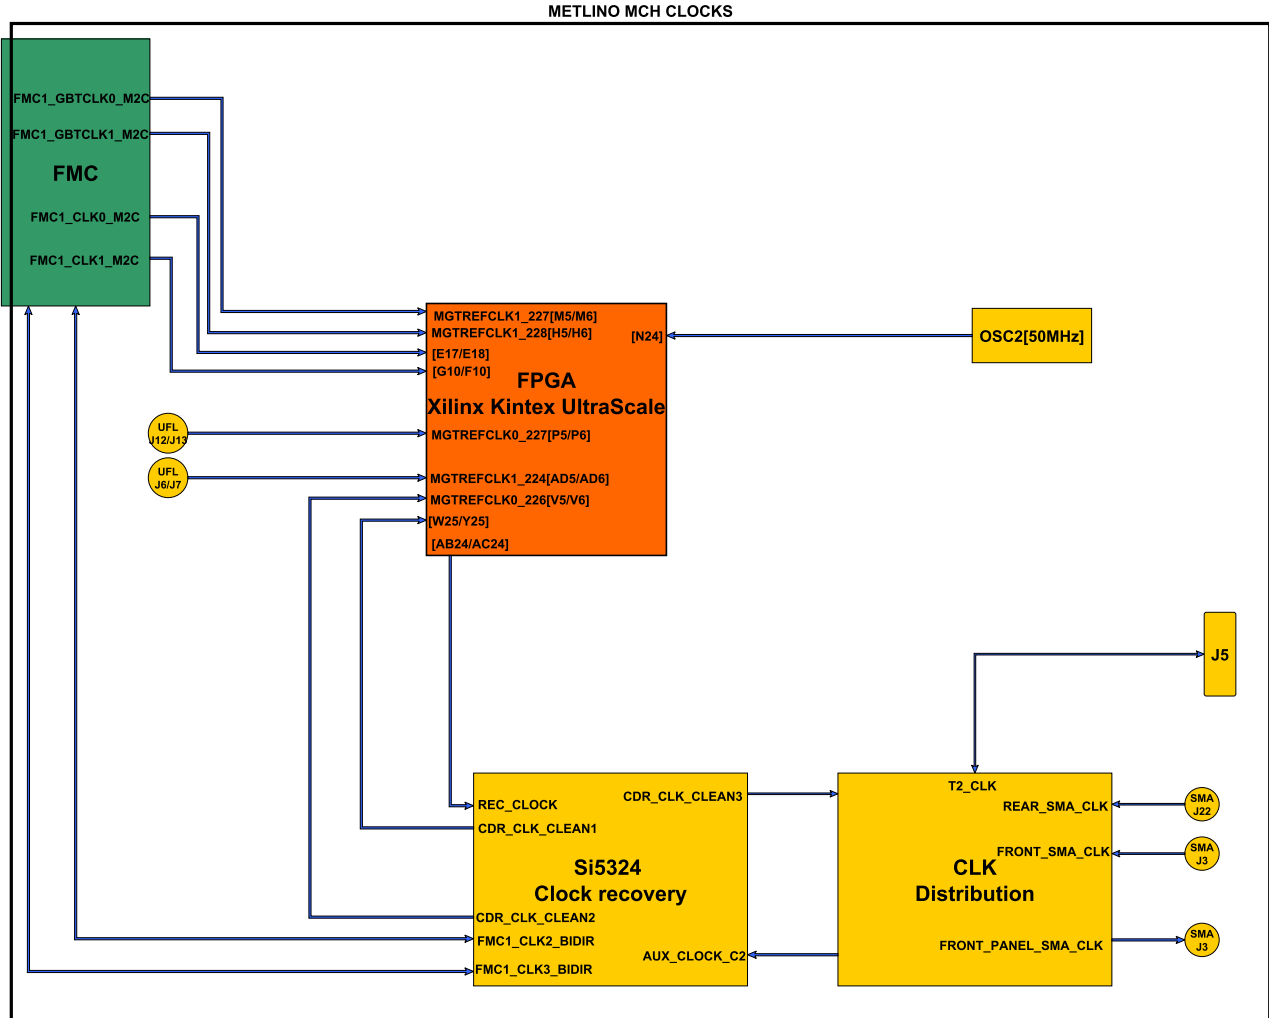 METLINO MCH CLOCKS
FMC1_GBTCLK0_M2C
FMC1_GBTCLK1_M2C
FMC
FMC1_CLK0_M2C
FMC1_CLK1_M2C
MGTREFCLK1_227[M5/M6]
MGTREFCLK1_228[H5/H6]
[N24]
[E17/E18]
[G10/F10]
FPGA
Xilinx Kintex UltraScale
MGTREFCLK0_227[P5/P6]
MGTREFCLK1_224[AD5/AD6]
MGTREFCLK0_226[V5/V6]
[W25/Y25]
[AB24/AC24]
OSC2[50MHz]
UFL
J12/J13
UFL
J6/J7
J5
REC_CLOCK
CDR_CLK_CLEAN3
CDR_CLK_CLEAN1
Si5324
Clock recovery
CDR_CLK_CLEAN2
FMC1_CLK2_BIDIR
AUX_CLOCK_C2
FMC1_CLK3_BIDIR
T2_CLK
REAR_SMA_CLK
FRONT_SMA_CLK
CLK
Distribution
FRONT_PANEL_SMA_CLK
SMA
J22
SMA
J3
SMA
J3